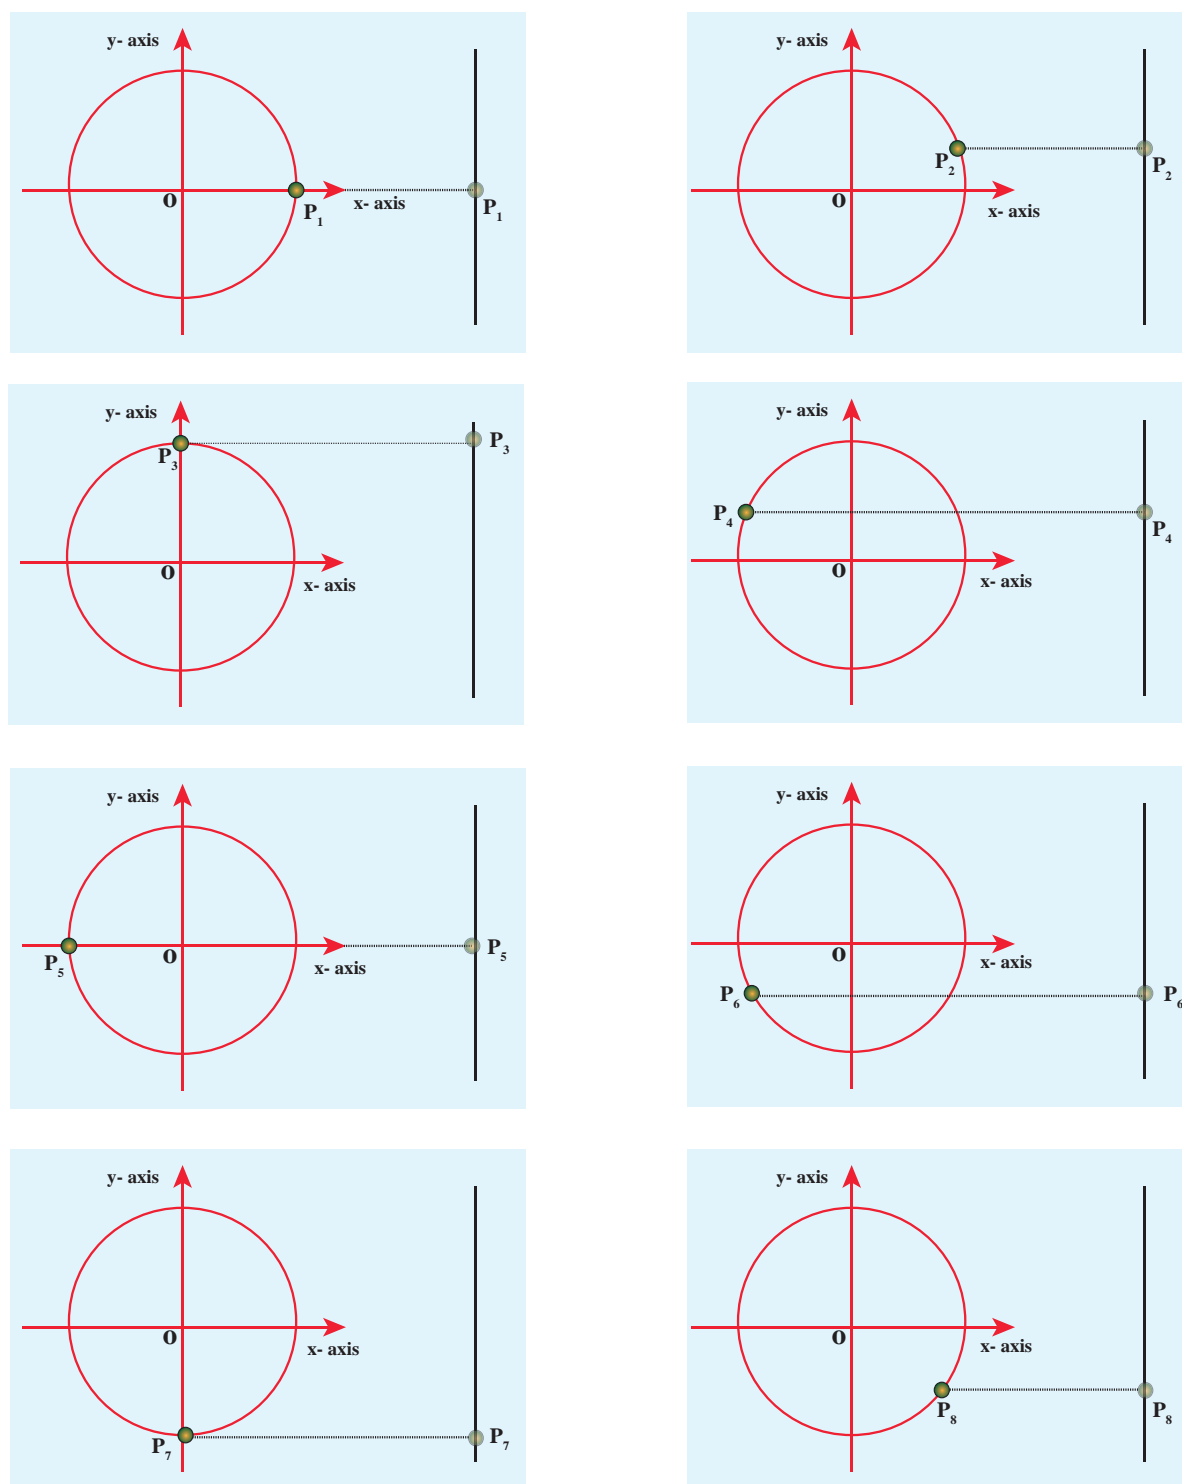 y- axis
O
P₁
x- axis
P₁
y- axis
P₂
P₂
O
x- axis
y- axis
P₃
P₃
O
x- axis
y- axis
P₄
P₄
O
x- axis
y- axis
O
P₅
x- axis
P₅
y- axis
O
x- axis
P₆
P₆
y- axis
O
x- axis
P₇
P₇
y- axis
O
x- axis
P₈
P₈